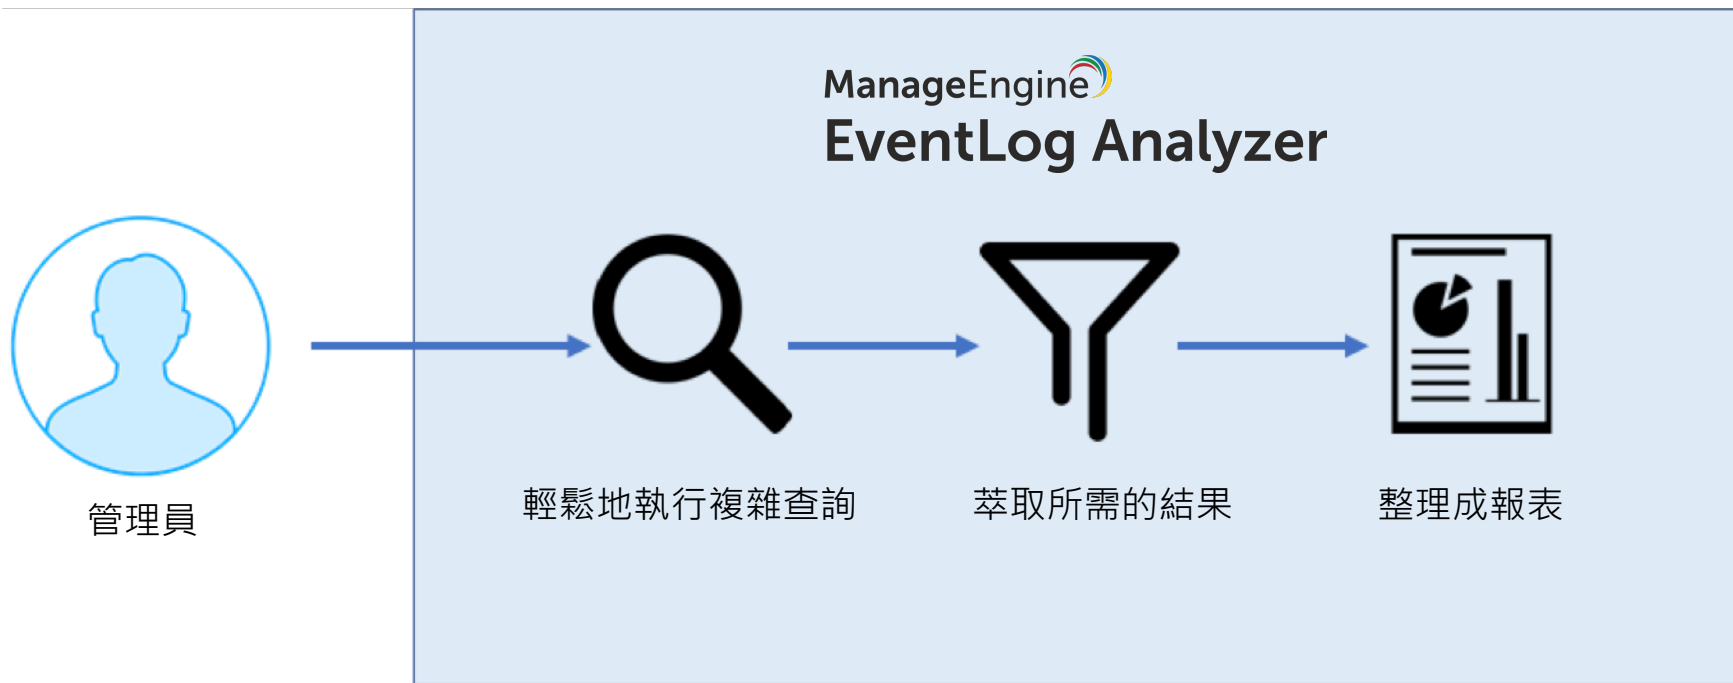 ManageEngine
EventLog Analyzer
管理員
輕鬆地執行複雜查詢
萃取所需的結果
整理成報表